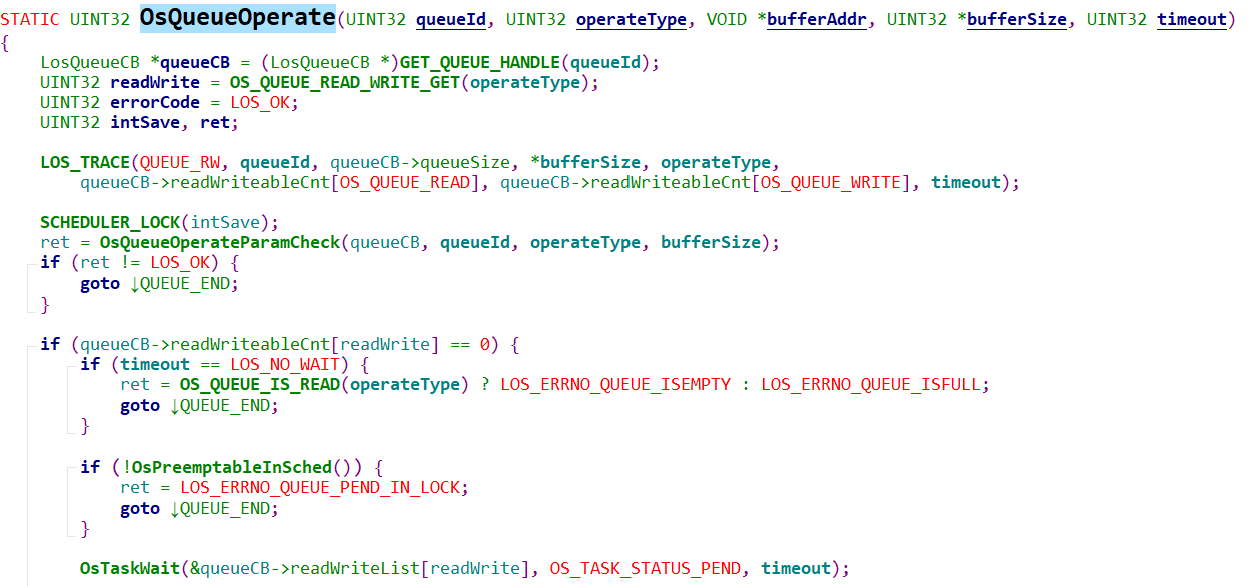 STATIC UINT32 OsQueueOperate(UINT32 queueId, UINT32 operateType, VOID *bufferAddr, UINT32 *bufferSize, UINT32 timeout)
{
    LosQueueCB *queueCB = (LosQueueCB *)GET_QUEUE_HANDLE(queueId);
    UINT32 readWrite = OS_QUEUE_READ_WRITE_GET(operateType);
    UINT32 errorCode = LOS_OK;
    UINT32 intSave, ret;

    LOS_TRACE(QUEUE_RW, queueId, queueCB->queueSize, *bufferSize, operateType,
        queueCB->readWriteableCnt[OS_QUEUE_READ], queueCB->readWriteableCnt[OS_QUEUE_WRITE], timeout);

    SCHEDULER_LOCK(intSave);
    ret = OsQueueOperateParamCheck(queueCB, queueId, operateType, bufferSize);
    if (ret != LOS_OK) {
        goto ↓QUEUE_END;
    }

    if (queueCB->readWriteableCnt[readWrite] == 0) {
        if (timeout == LOS_NO_WAIT) {
            ret = OS_QUEUE_IS_READ(operateType) ? LOS_ERRNO_QUEUE_ISEMPTY : LOS_ERRNO_QUEUE_ISFULL;
            goto ↓QUEUE_END;
        }

        if (!OsPreemptableInSched()) {
            ret = LOS_ERRNO_QUEUE_PEND_IN_LOCK;
            goto ↓QUEUE_END;
        }

        OsTaskWait(&queueCB->readWriteList[readWrite], OS_TASK_STATUS_PEND, timeout);